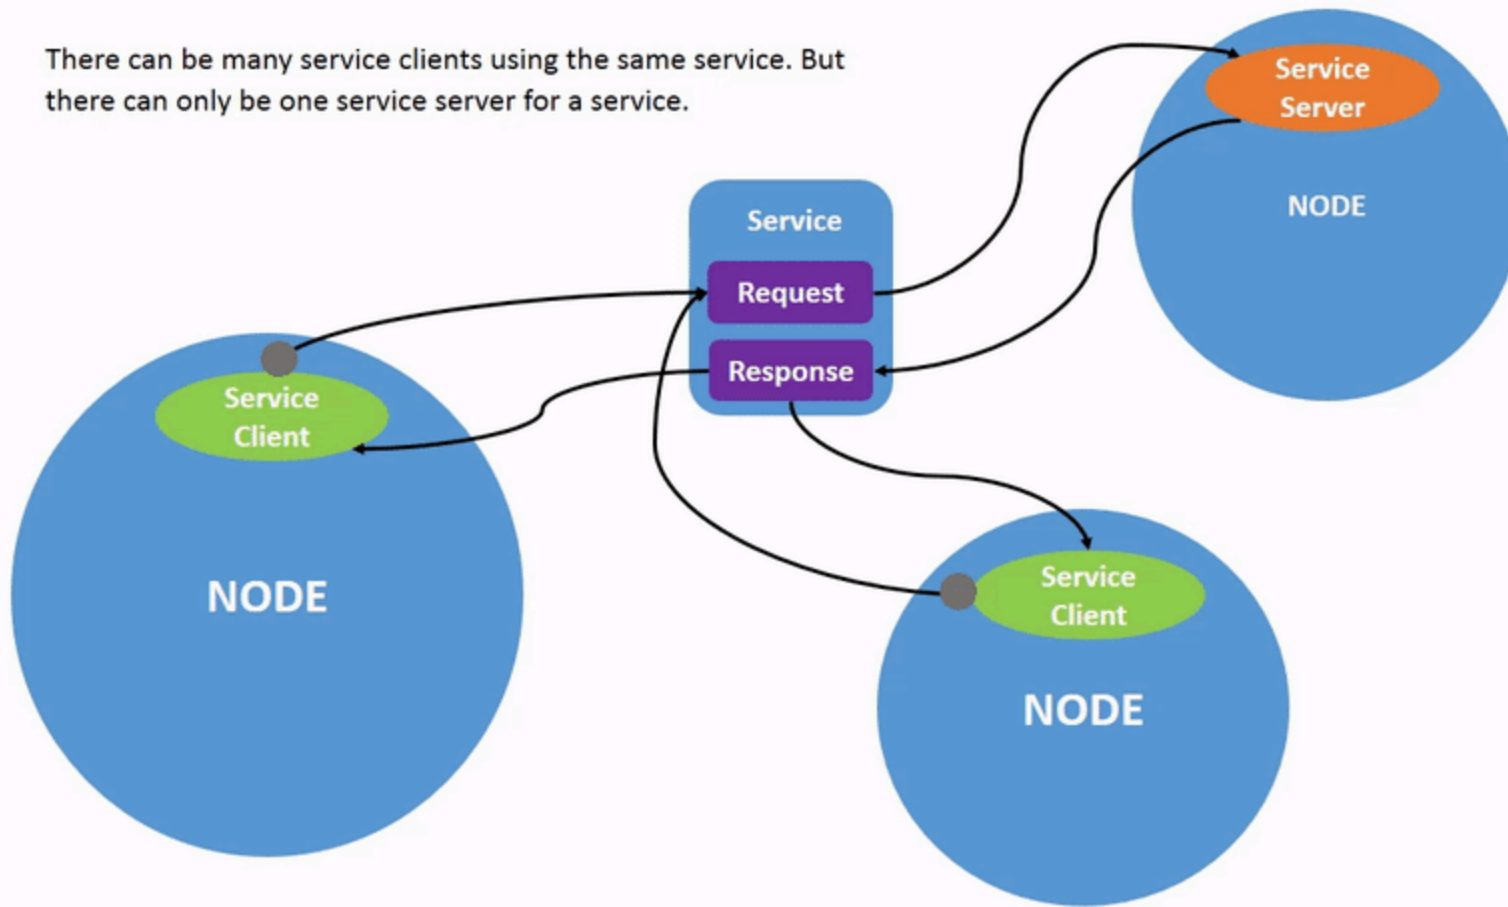 There can be many service clients using the same service. But
there can only be one service server for a service.
Service
Server
NODE
Service
Request
Response
Service
Client
NODE
Service
Client
NODE